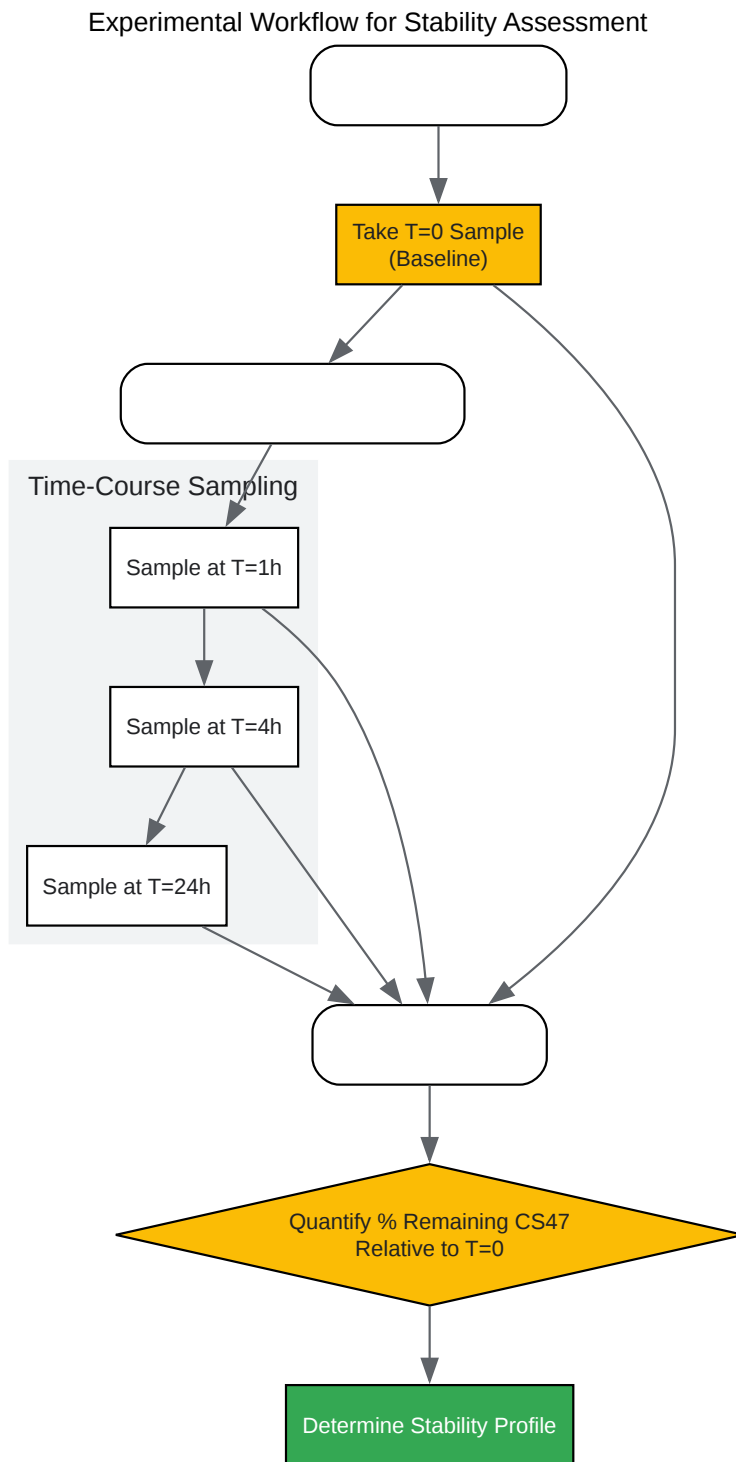 Experimental Workflow for Stability Assessment
Take T=0 Sample
(Baseline)
Time-Course Sampling
Sample at T=1h
Sample at T=4h
Sample at T=24h
Quantify % Remaining CS47
Relative to T=0
Determine Stability Profile